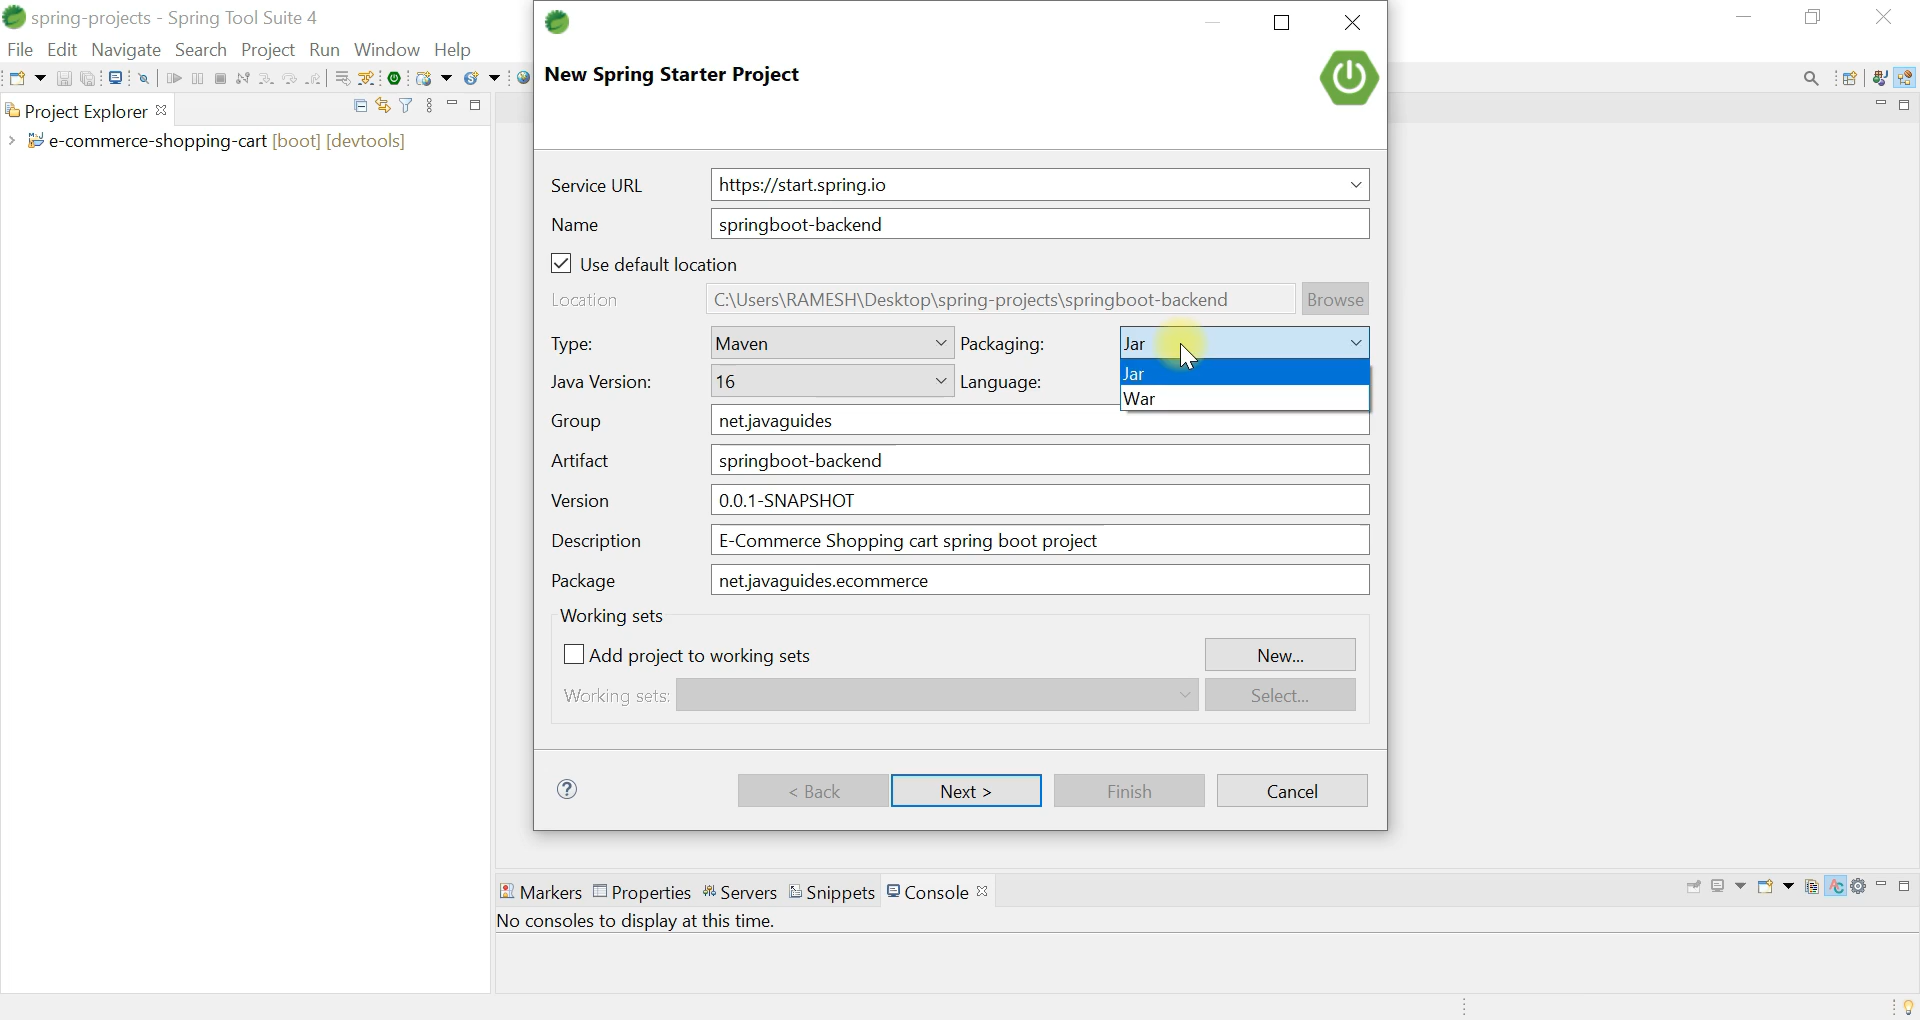 spring-projects - Spring Tool Suite 4
File Edit Navigate Search Project Run Window Help
Project Explorer
e-commerce-shopping-cart [boot] [devtools]
New Spring Starter Project
Service URL https://start.spring.io
Name springboot-backend
Use default location
Location C:\Users\RAMESH\Desktop\spring-projects\springboot-backend Browse
Type: Maven Packaging: Jar
Jar
Java Version: 16 Language:
War
Group net.javaguides
Artifact springboot-backend
Version 0.0.1-SNAPSHOT
Description E-Commerce Shopping cart spring boot project
Package net.javaguides.ecommerce
Working sets
Add project to working sets New...
Working sets: Select...
< Back Next > Finish Cancel
Markers Properties Servers Snippets Console
No consoles to display at this time.